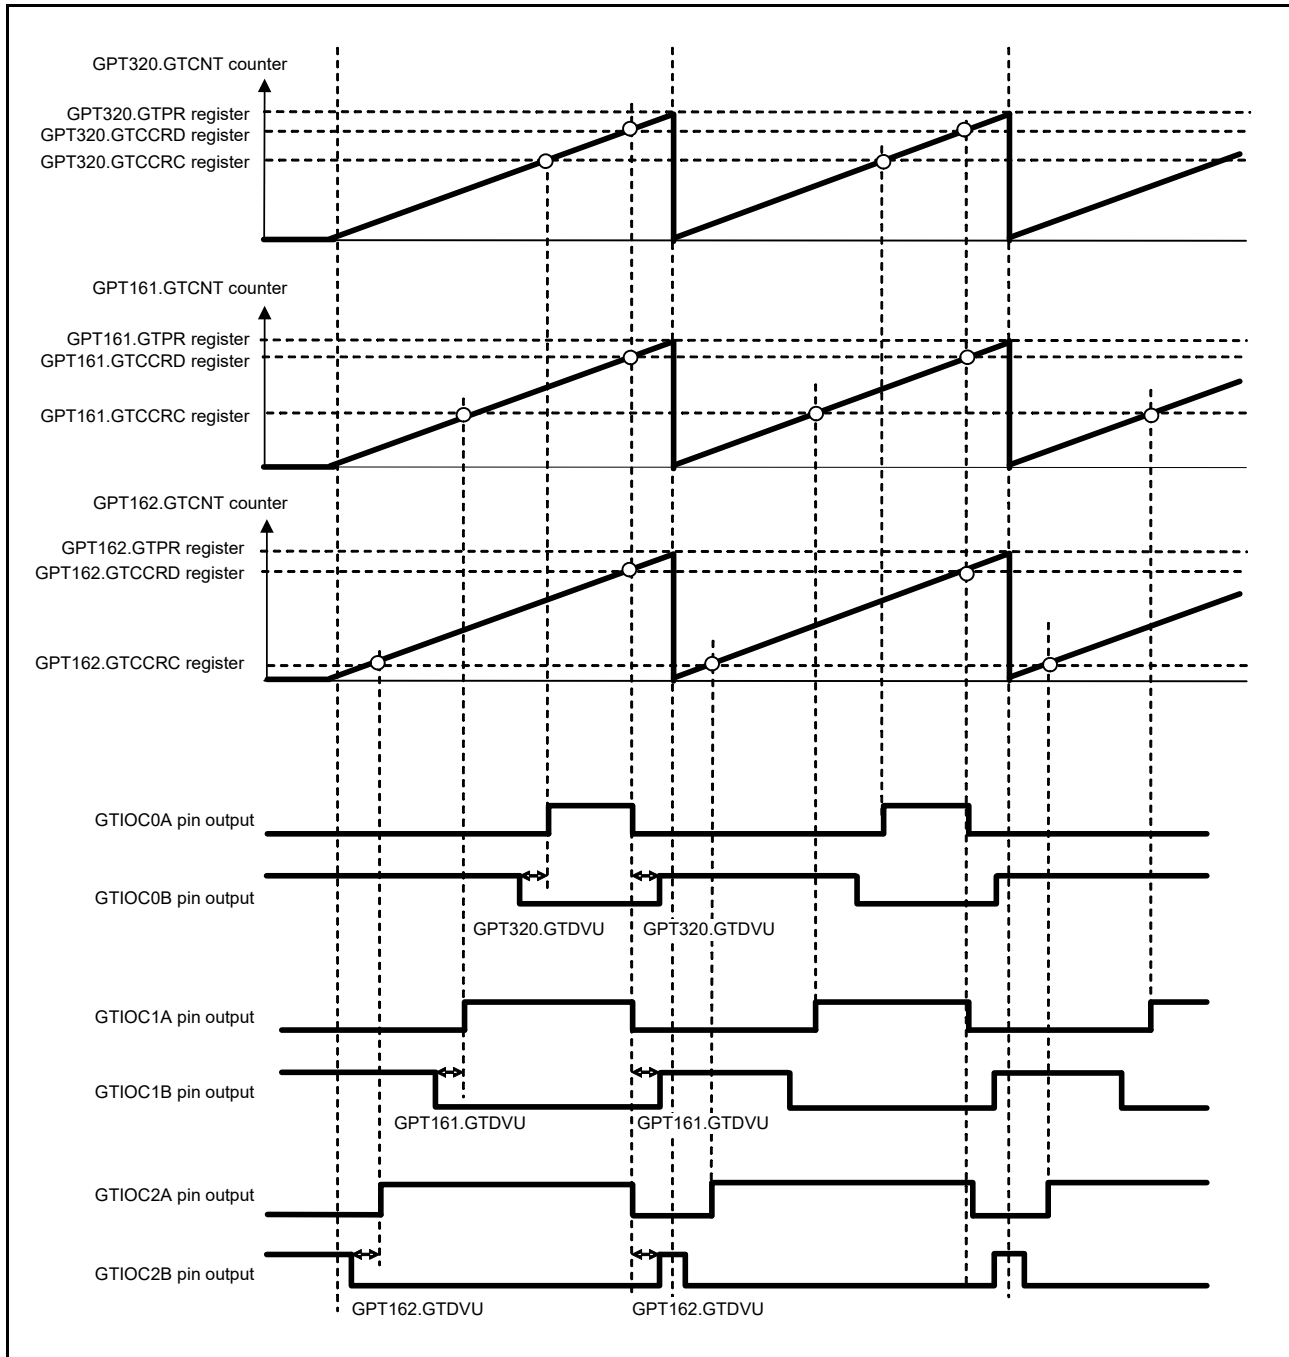 GPT320.GTCNT counter
GPT320.GTPR register
GPT320.GTCCRD register
GPT320.GTCCRC register
GPT161.GTCNT counter
GPT161.GTPR register
GPT161.GTCCRD register
GPT161.GTCCRC register
GPT162.GTCNT counter
GPT162.GTPR register
GPT162.GTCCRD register
GPT162.GTCCRC register
GTIOC0A pin output
GTIOC0B pin output
GPT320.GTDVU GPT320.GTDVU
GTIOC1A pin output
GTIOC1B pin output
GPT161.GTDVU GPT161.GTDVU
GTIOC2A pin output
GTIOC2B pin output
GPT162.GTDVU GPT162.GTDVU